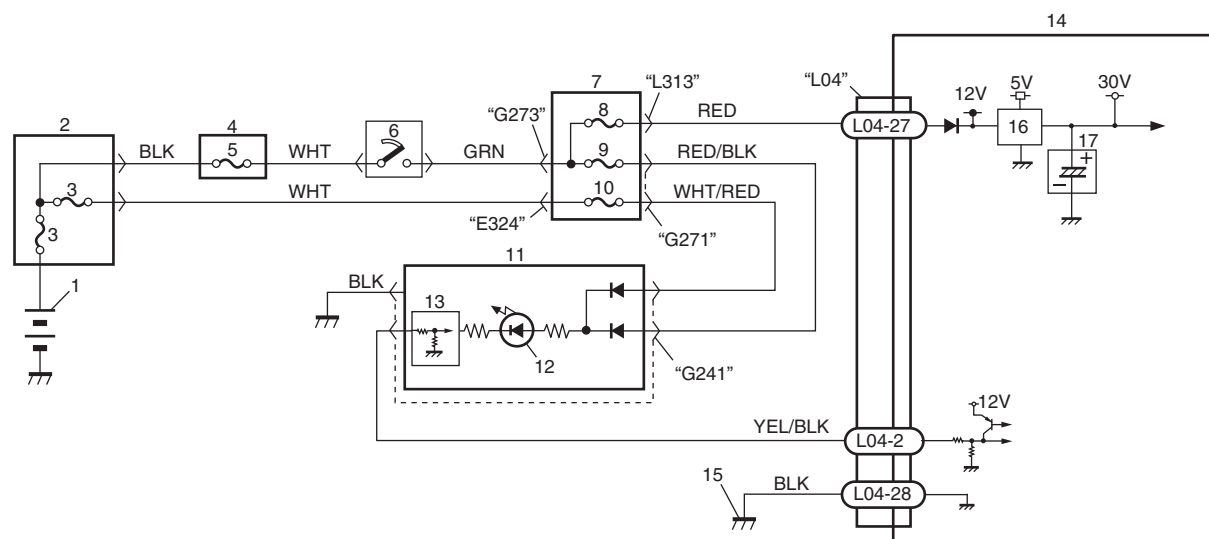 14
7
"L313"
"L04"
12V
5V
30V
2
4
6
"G273"
8
RED
L04-27
16
17
+
−
BLK
5
WHT
GRN
9
RED/BLK
3
WHT
10
WHT/RED
3
"E324"
"G271"
1
11
BLK
13
12
"G241"
12V
YEL/BLK
L04-2
15
BLK
L04-28